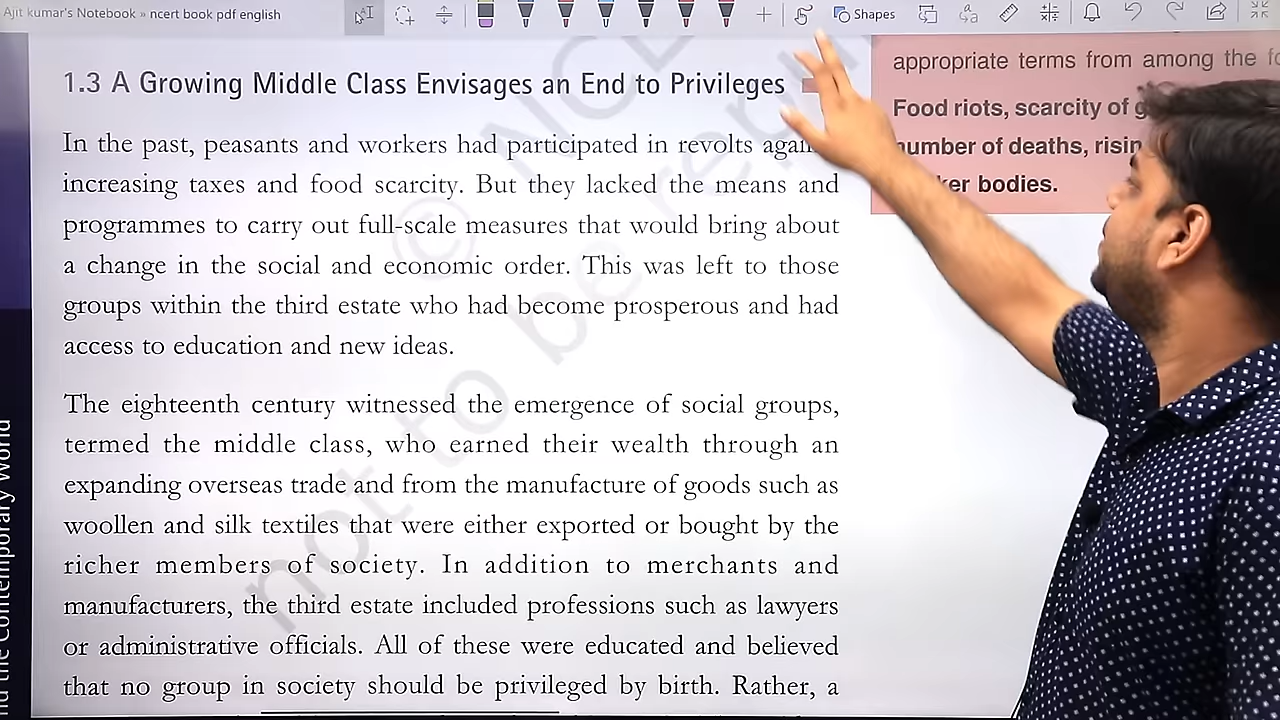 Ajit kumar's Notebook » ncert book pdf english
Shapes
1.3 A Growing Middle Class Envisages an End to Privileges
In the past, peasants and workers had participated in revolts
increasing taxes and food scarcity. But they lacked the means and
programmes to carry out full-scale measures that would bring about
a change in the social and economic order. This was left to those
groups within the third estate who had become prosperous and had
access to education and new ideas.
The eighteenth century witnessed the emergence of social groups,
termed the middle class, who earned their wealth through an
expanding overseas trade and from the manufacture of goods such as
woollen and silk textiles that were either exported or bought by the
richer members of society. In addition to merchants and
manufacturers, the third estate included professions such as lawyers
or administrative officials. All of these were educated and believed
that no group in society should be privileged by birth. Rather, a
appropriate terms from among the
Food riots, scarcity of
number of deaths,
bodies.
the Contemporary World
not to be